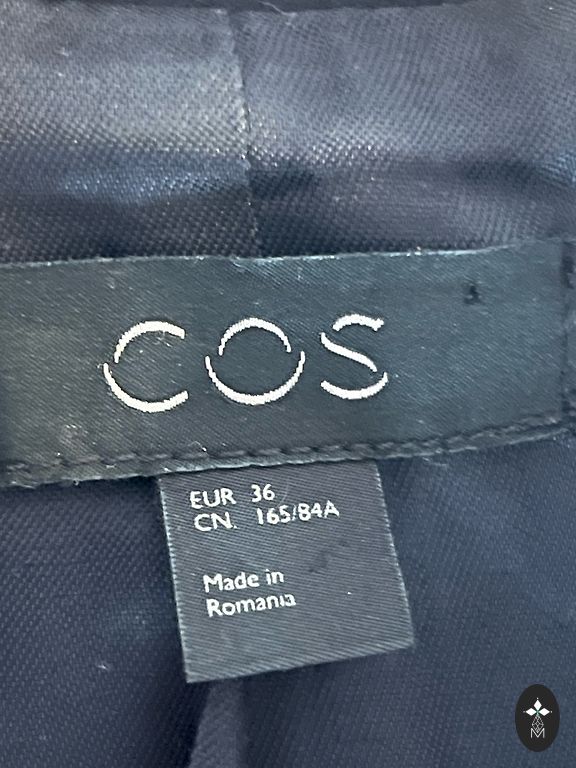 COS
EUR 36
CN. 165/84A
Made in
Romania
M